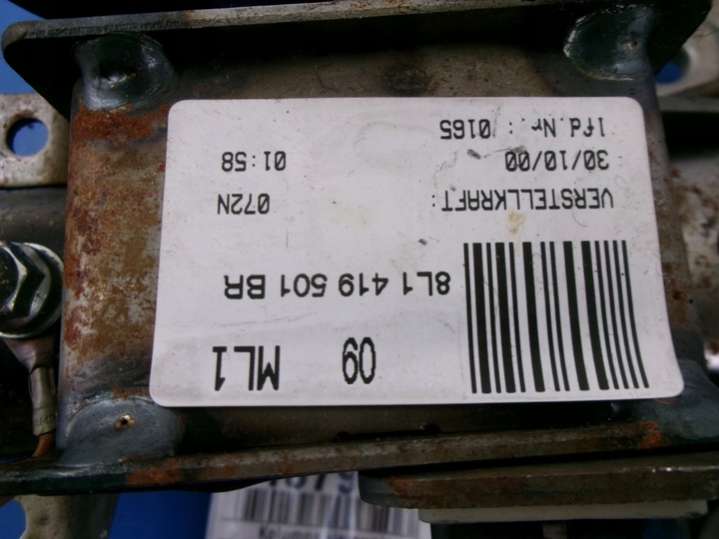 09 ML1
8L1 419 501 BR
VERSTELLKRAFT: 072N
30/10/00 01:58
lfd.Nr.: 0165